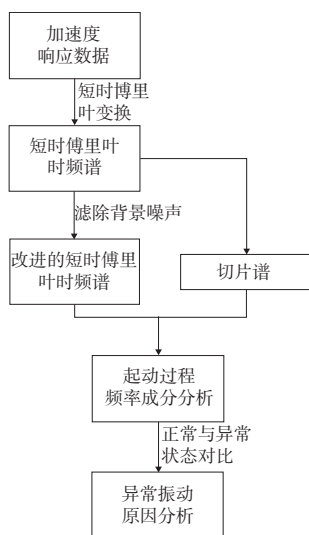 加速度
响应数据
短时博里
叶变换
短时傅里叶
时频谱
滤除背景噪声
改进的短时傅里
叶时频谱
切片谱
起动过程
频率成分分析
正常与异常
状态对比
异常振动
原因分析